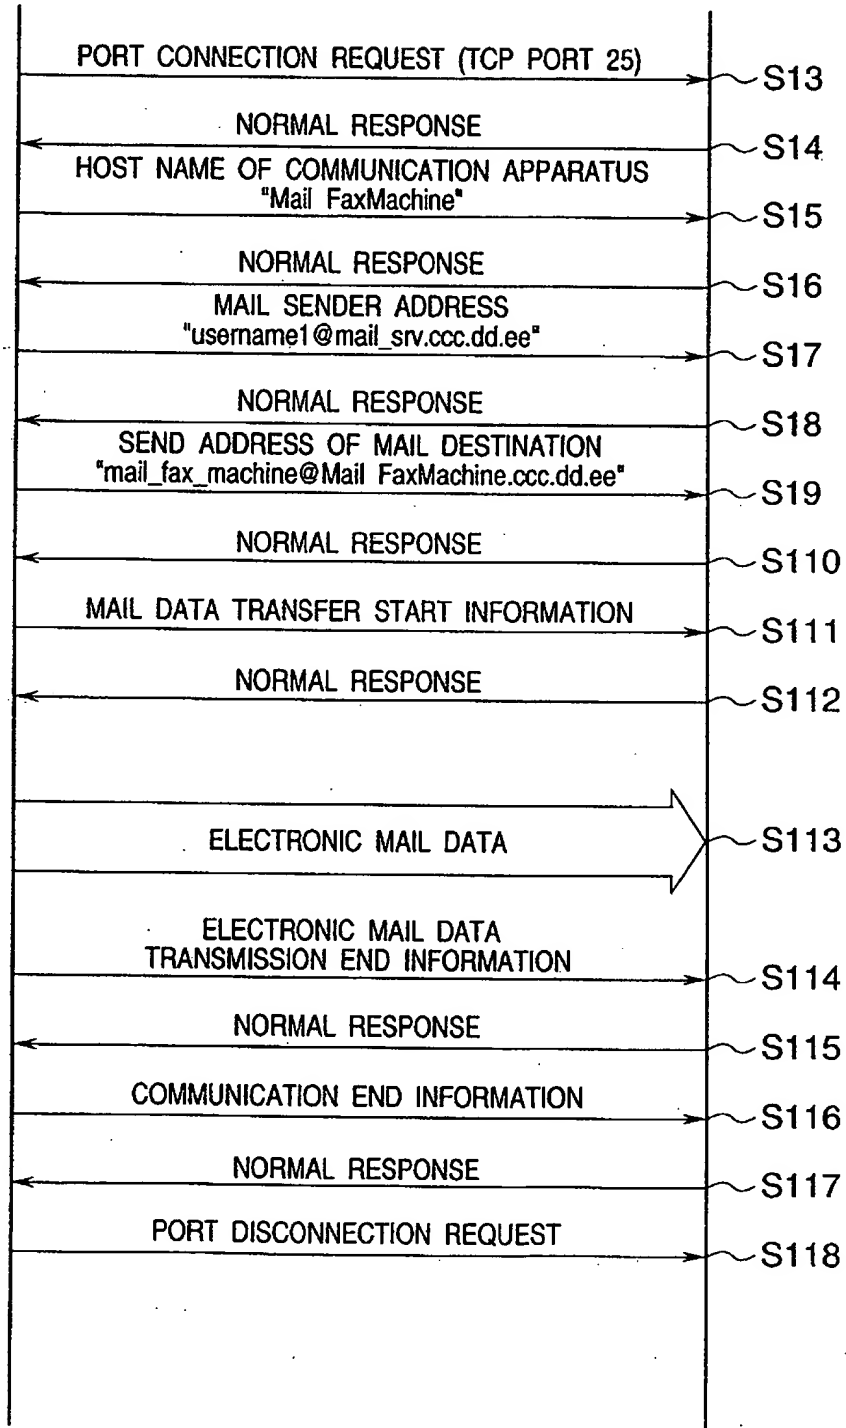 PORT CONNECTION REQUEST (TCP PORT 25)
S13
NORMAL RESPONSE
S14
HOST NAME OF COMMUNICATION APPARATUS
"Mail FaxMachine"
S15
NORMAL RESPONSE
S16
MAIL SENDER ADDRESS
"username1@mail_srv.ccc.dd.ee"
S17
NORMAL RESPONSE
S18
SEND ADDRESS OF MAIL DESTINATION
"mail_fax_machine@Mail FaxMachine.ccc.dd.ee"
S19
NORMAL RESPONSE
S110
MAIL DATA TRANSFER START INFORMATION
S111
NORMAL RESPONSE
S112
ELECTRONIC MAIL DATA
S113
ELECTRONIC MAIL DATA
TRANSMISSION END INFORMATION
S114
NORMAL RESPONSE
S115
COMMUNICATION END INFORMATION
S116
NORMAL RESPONSE
S117
PORT DISCONNECTION REQUEST
S118